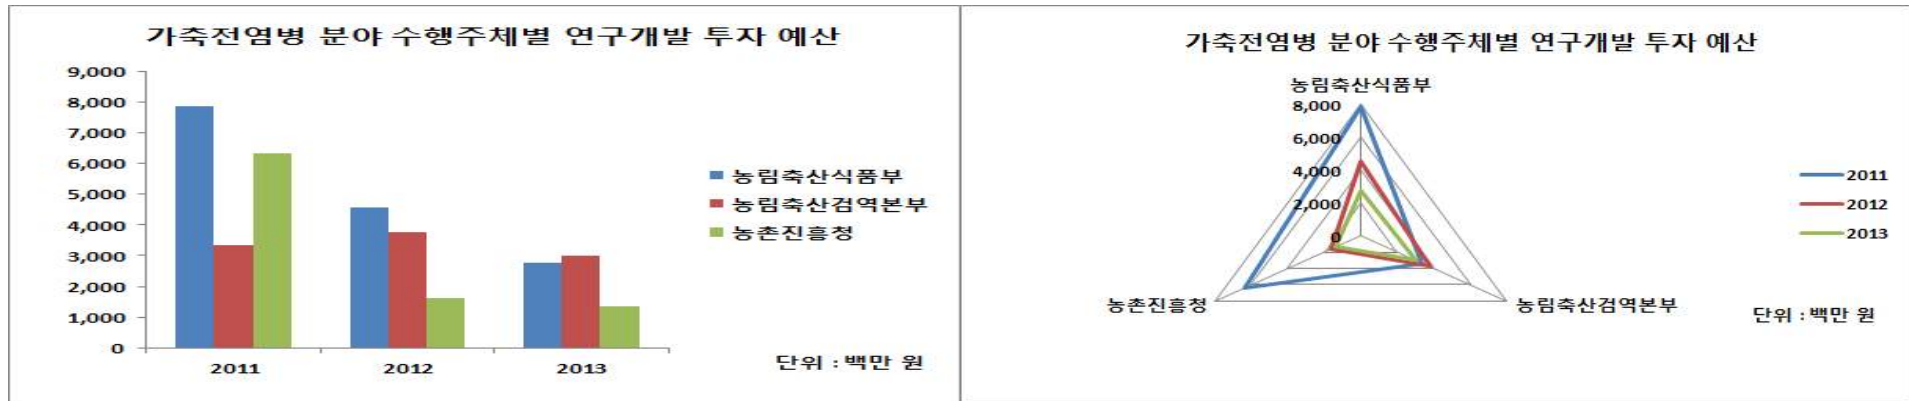 가축전염병 분야 수행주체별 연구개발 투자 예산
9,000
8,000
7,000
6,000
5,000
4,000
3,000
2,000
1,000
0
2011
2012
2013
농림축산식품부
농림축산검역본부
농촌진흥청
단위 : 백만 원
가축전염병 분야 수행주체별 연구개발 투자 예산
농림축산식품부
8,000
6,000
4,000
2,000
0
농촌진흥청
농림축산검역본부
2011
2012
2013
단위 : 백만 원